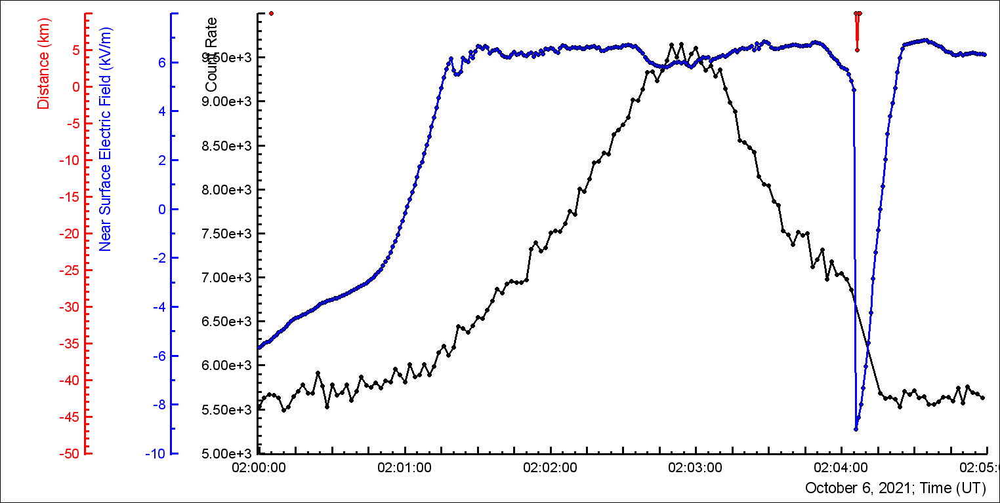 Distance (km)
5
0
-5
-10
-15
-20
-25
-30
-35
-40
-45
-50
Near Surface Electric Field (kV/m)
6
4
2
0
-2
-4
-6
-8
-10
Count Rate
9.50e+3
9.00e+3
8.50e+3
8.00e+3
7.50e+3
7.00e+3
6.50e+3
6.00e+3
5.50e+3
5.00e+3
02:00:00 02:01:00 02:02:00 02:03:00 02:04:00 02:05:0
October 6, 2021; Time (UT)